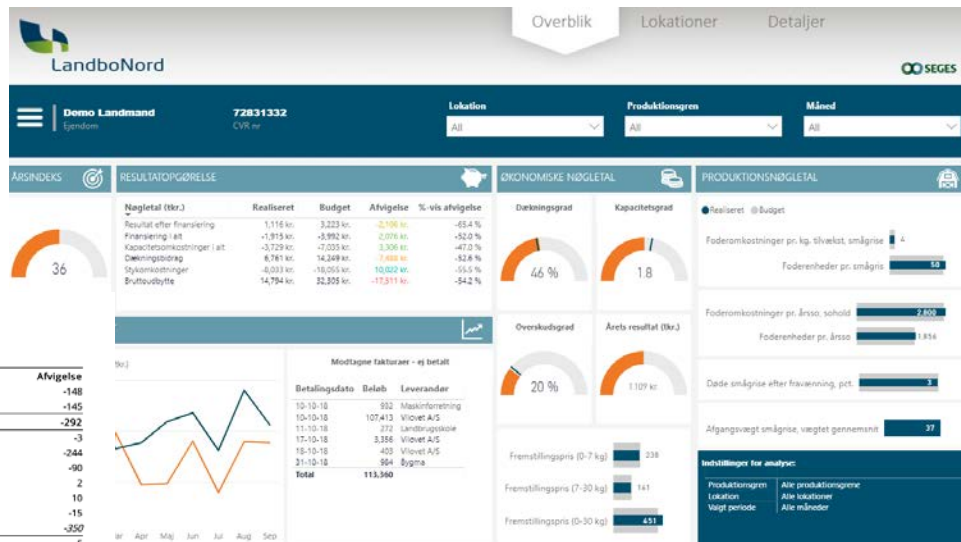 Overblik Lokationer Detaljer
LandboNord
SEGES
Demo Landmand
Ejendom
72831332
CVR nr
Lokation
All
Produktionsgren
All
Måned
All
ÅRSINDEKS
36
RESULTATOPGØRELSE
Nøgletal (tkr.) Realiseret Budget Afvigelse %-vis afvigelse
Resultat efter finansiering 1,116 kr. 3,223 kr. -2,106 kr. -65.4 %
Finansiering i alt -1,915 kr. -3,992 kr. 2,076 kr. -52.0 %
Kapacitetsomkostninger i alt -3,729 kr. -7,035 kr. 3,306 kr. -47.0 %
Dækningsbidrag 6,761 kr. 14,249 kr. -7,488 kr. -52.6 %
Stykomkostninger -8,033 kr. -18,055 kr. 10,022 kr. -55.5 %
Bruttoudbytte 14,794 kr. 32,305 kr. -17,511 kr. -54.2 %
ØKONOMISKE NØGLETAL
Dækningsgrad
46 %
Kapacitetsgrad
1.8
Overskudsgrad
20 %
Årets resultat (tkr.)
1109 kr.
Fremstillingspris (0-7 kg) 238
Fremstillingspris (7-30 kg) 161
Fremstillingspris (0-30 kg) 451
PRODUKTIONSNØGLETAL
Realiseret Budget
Foderomkostninger pr. kg. tilvækst, smågrise 4
Foderenheder pr. smågris 50
Foderomkostninger pr. årsso, sohold 2.800
Foderenheder pr. årsso 1.856
Døde smågrise efter fravænning, pct. 3
Afgangsvægt smågrise, vægtet gennemsnit 37
Indstillinger for analyse:
Produktionsgren Alle produktionsgrene
Lokation Alle lokationer
Valgt periode Alle måneder
tkr.)
Apr Maj Jun Jul Aug Sep
Modtagne fakturaer - ej betalt
Betalingsdato Beløb Leverandør
10-10-18 932 Maskinforretning
10-10-18 107,413 Vilovet A/S
11-10-18 272 Landbrugsskole
17-10-18 3,356 Vilovet A/S
18-10-18 403 Vilovet A/S
31-10-18 984 Bygma
Total 113,360
Afvigelse
-148
-145
-292
-3
-244
-90
2
10
-15
-350